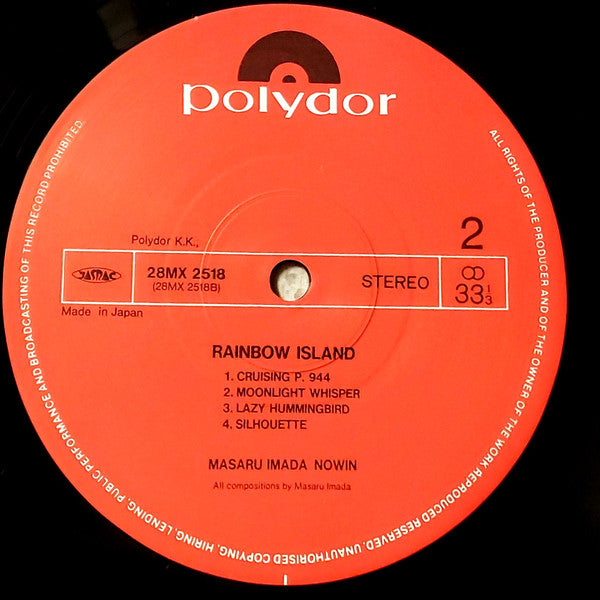 polydor
ALL RIGHTS OF THE PRODUCER AND OF THE OWNER OF THE WORK REPRODUCED RESERVED. UNAUTHORISED COPYING, HIRING, LENDING, PUBLIC PERFORMANCE AND BROADCASTING OF THIS RECORD PROHIBITED.
Polydor K.K.,
2
JASRAC
28MX 2518
(28MX 2518B)
STEREO
33 1/3
Made in Japan
RAINBOW ISLAND
1. CRUISING P. 944
2. MOONLIGHT WHISPER
3. LAZY HUMMINGBIRD
4. SILHOUETTE
MASARU IMADA NOWIN
All compositions by Masaru Imada